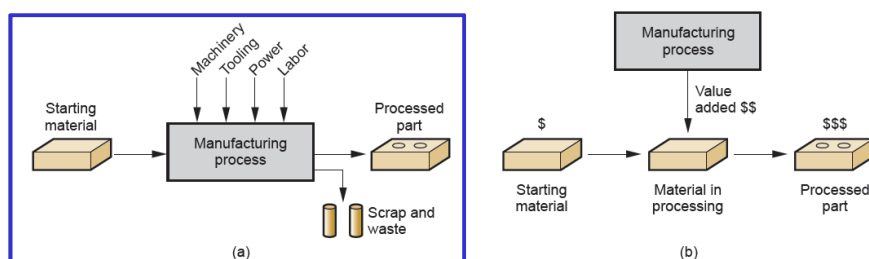 Machinery
Tooling
Power
Labor
Starting
material
Manufacturing
process
Processed
part
Scrap and
waste
(a)
Manufacturing
process
Value
added $$
$
$$$
Starting
material
Material in
processing
Processed
part
(b)